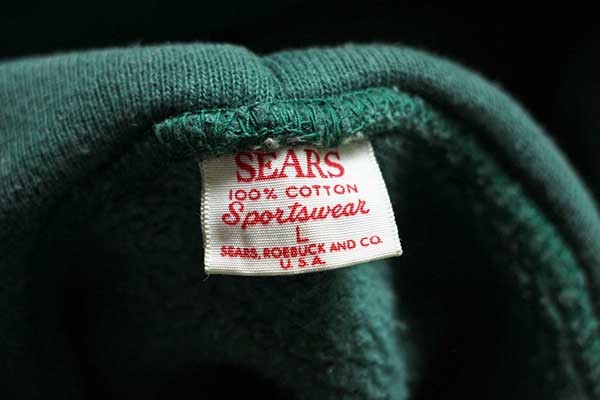 SEARS
100% COTTON
Sportswear
L
SEARS, ROEBUCK AND CO.
U.S.A.